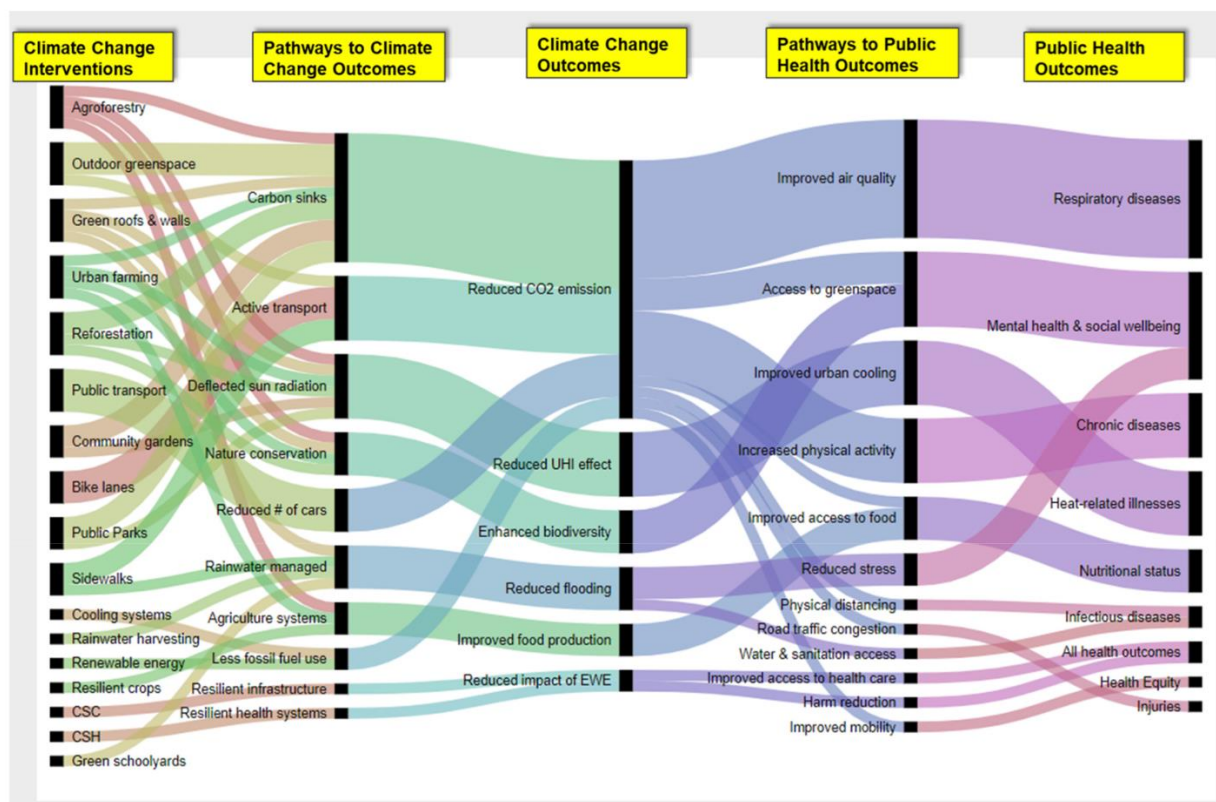 Climate Change
Interventions
Pathways to Climate
Change Outcomes
Climate Change
Outcomes
Pathways to Public
Health Outcomes
Public Health
Outcomes
Agroforestry
Outdoor greenspace
Green roofs & walls
Urban farming
Reforestation
Public transport
Community gardens
Bike lanes
Public Parks
Sidewalks
Cooling systems
Rainwater harvesting
Renewable energy
Resilient crops
CSC
CSH
Green schoolyards
Carbon sinks
Active transport
Deflected sun radiation
Nature conservation
Reduced # of cars
Rainwater managed
Agriculture systems
Less fossil fuel use
Resilient infrastructure
Resilient health systems
Reduced CO2 emission
Reduced UHI effect
Enhanced biodiversity
Reduced flooding
Improved food production
Reduced impact of EWE
Improved air quality
Access to greenspace
Improved urban cooling
Increased physical activity
Improved access to food
Reduced stress
Physical distancing
Road traffic congestion
Water & sanitation access
Improved access to health care
Harm reduction
Improved mobility
Respiratory diseases
Mental health & social wellbeing
Chronic diseases
Heat-related illnesses
Nutritional status
Infectious diseases
All health outcomes
Health Equity
Injuries